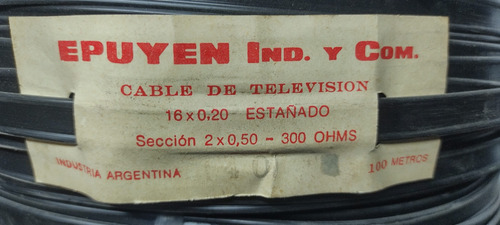 EPUYEN IND. Y COM.
CABLE DE TELEVISION
16 x 0.20 ESTAÑADO
Sección 2 x 0,50 - 300 OHMS
INDUSTRIA ARGENTINA
100 METROS